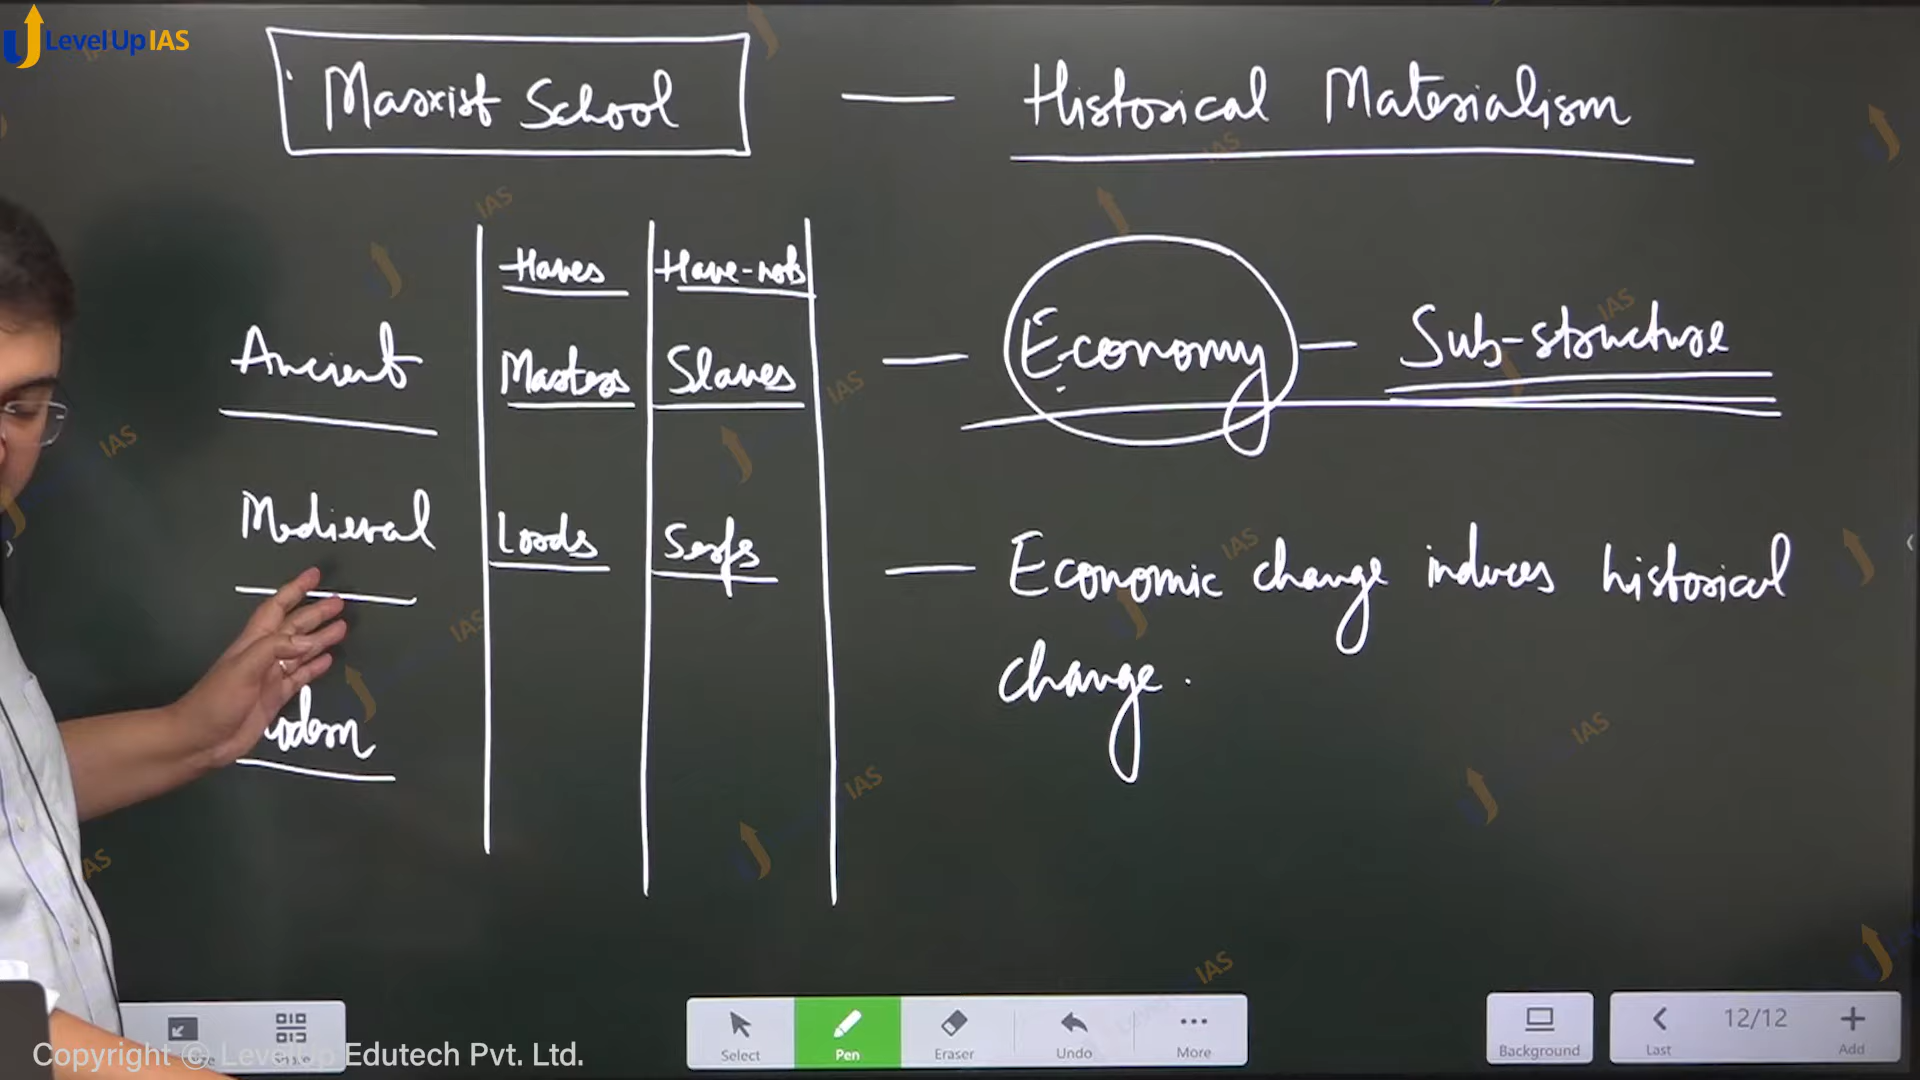 Level Up IAS
Marxist School — Historical Materialism
Haves Have-nots
Ancient Masters Slaves
— Economy — Sub-structure
Medieval Lords Serfs
— Economic change induces historical
change.
odern
Select
Pen
Eraser
Undo
More
Background
Last
12/12
Add
Copyright © LevelUp Edutech Pvt. Ltd.